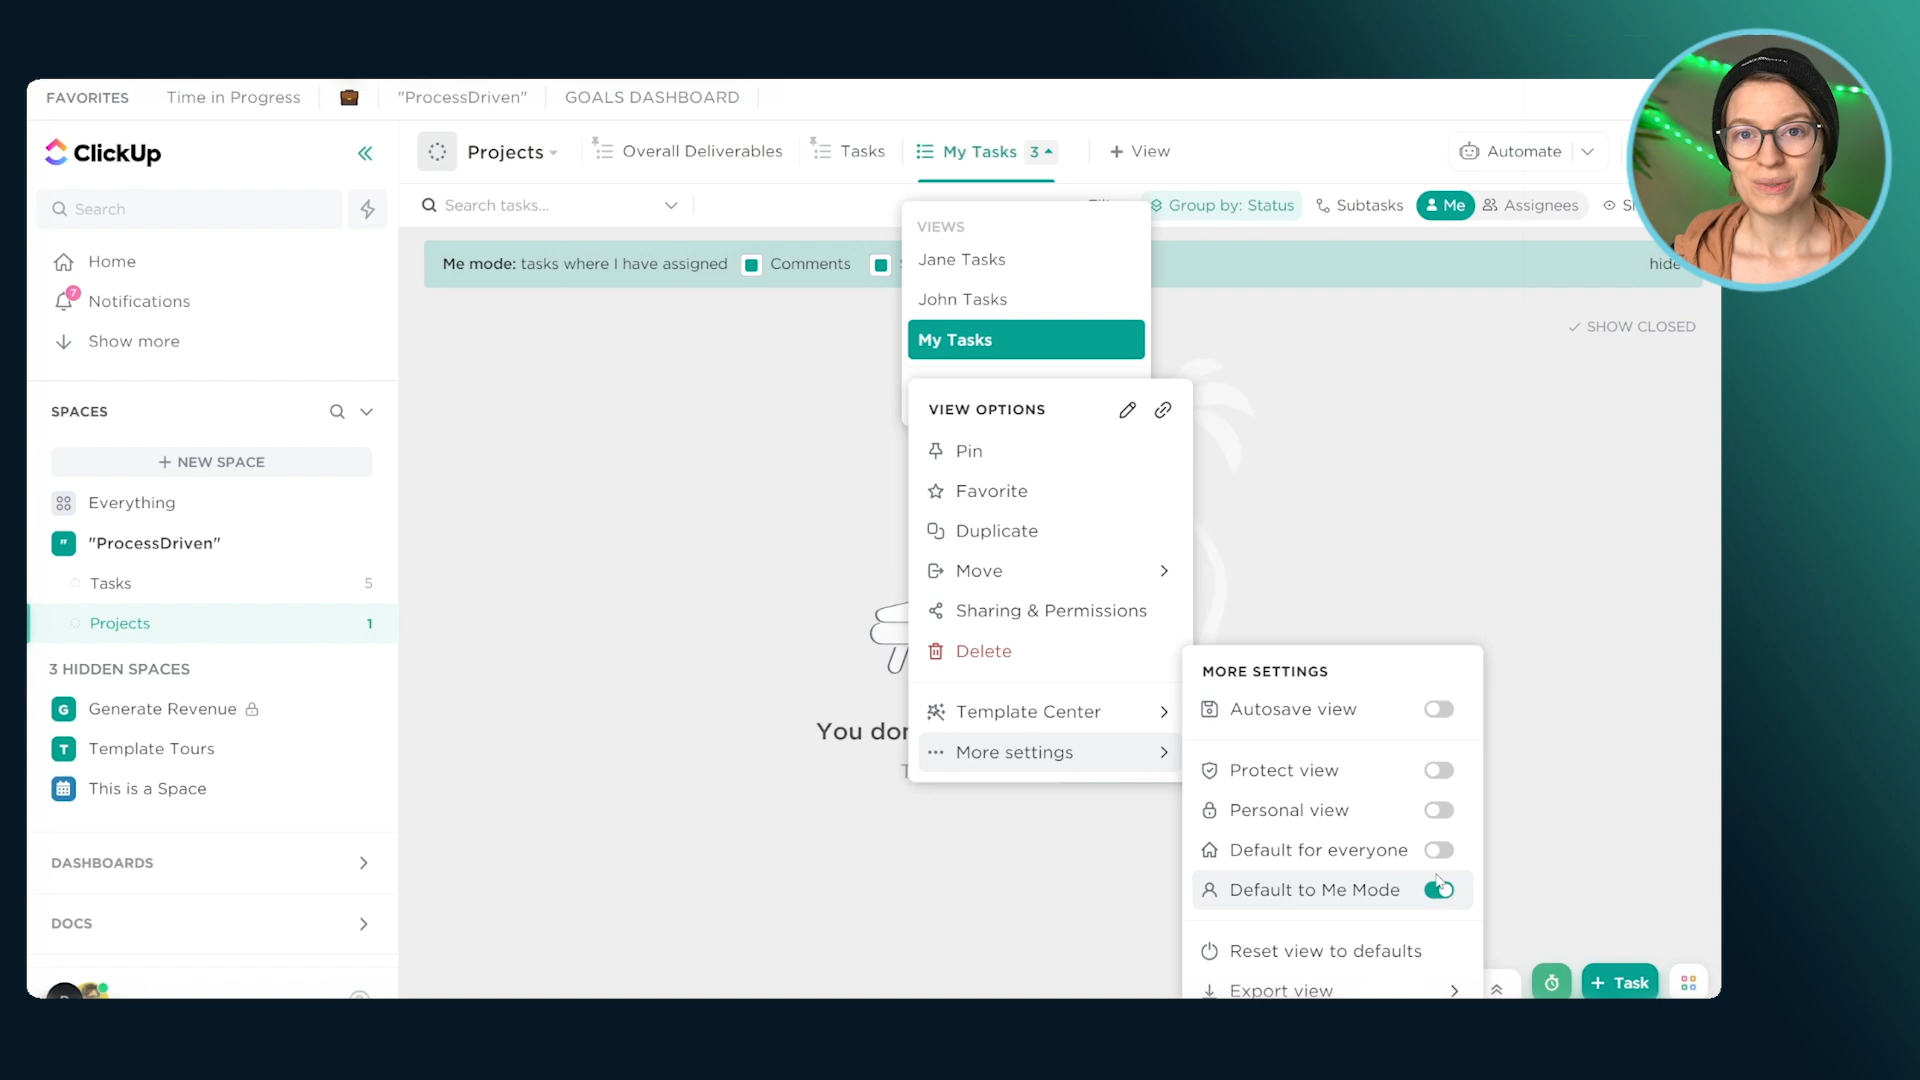 FAVORITES Time in Progress "ProcessDriven" GOALS DASHBOARD
ClickUp
Projects Overall Deliverables Tasks My Tasks 3 + View Automate
Search
Search tasks...
Group by: Status Subtasks Me Assignees
Me mode: tasks where I have assigned Comments
hide
SHOW CLOSED
Home
7
Notifications
Show more
SPACES
+ NEW SPACE
Everything
"ProcessDriven"
Tasks 5
Projects 1
3 HIDDEN SPACES
G Generate Revenue
T Template Tours
This is a Space
DASHBOARDS
DOCS
VIEWS
Jane Tasks
John Tasks
My Tasks
VIEW OPTIONS
Pin
Favorite
Duplicate
Move
Sharing & Permissions
Delete
Template Center
More settings
You
MORE SETTINGS
Autosave view
Protect view
Personal view
Default for everyone
Default to Me Mode
Reset view to defaults
Export view
+ Task